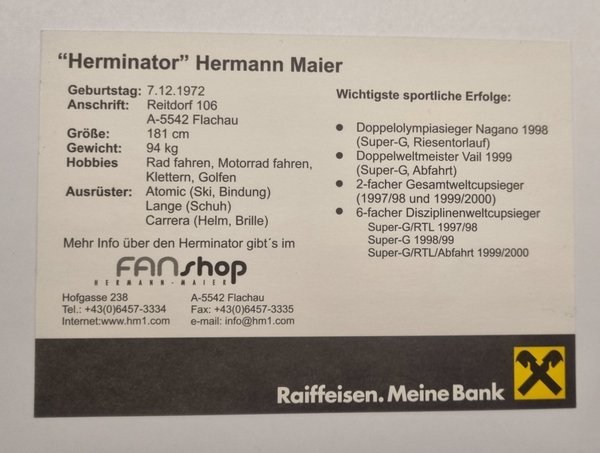 “Herminator” Hermann Maier
Geburtstag: 7.12.1972
Anschrift: Reitdorf 106
A-5542 Flachau
Größe: 181 cm
Gewicht: 94 kg
Hobbies Rad fahren, Motorrad fahren,
Klettern, Golfen
Ausrüster: Atomic (Ski, Bindung)
Lange (Schuh)
Carrera (Helm, Brille)
Mehr Info über den Herminator gibt´s im
FANshop
HERMANN-MAIER
Hofgasse 238 A-5542 Flachau
Tel.: +43(0)6457-3334 Fax: +43(0)6457-3335
Internet:www.hm1.com e-mail: info@hm1.com
Wichtigste sportliche Erfolge:
● Doppelolympiasieger Nagano 1998
(Super-G, Riesentorlauf)
● Doppelweltmeister Vail 1999
(Super-G, Abfahrt)
● 2-facher Gesamtweltcupsieger
(1997/98 und 1999/2000)
● 6-facher Disziplinenweltcupsieger
Super-G/RTL 1997/98
Super-G 1998/99
Super-G/RTL/Abfahrt 1999/2000
Raiffeisen. Meine Bank